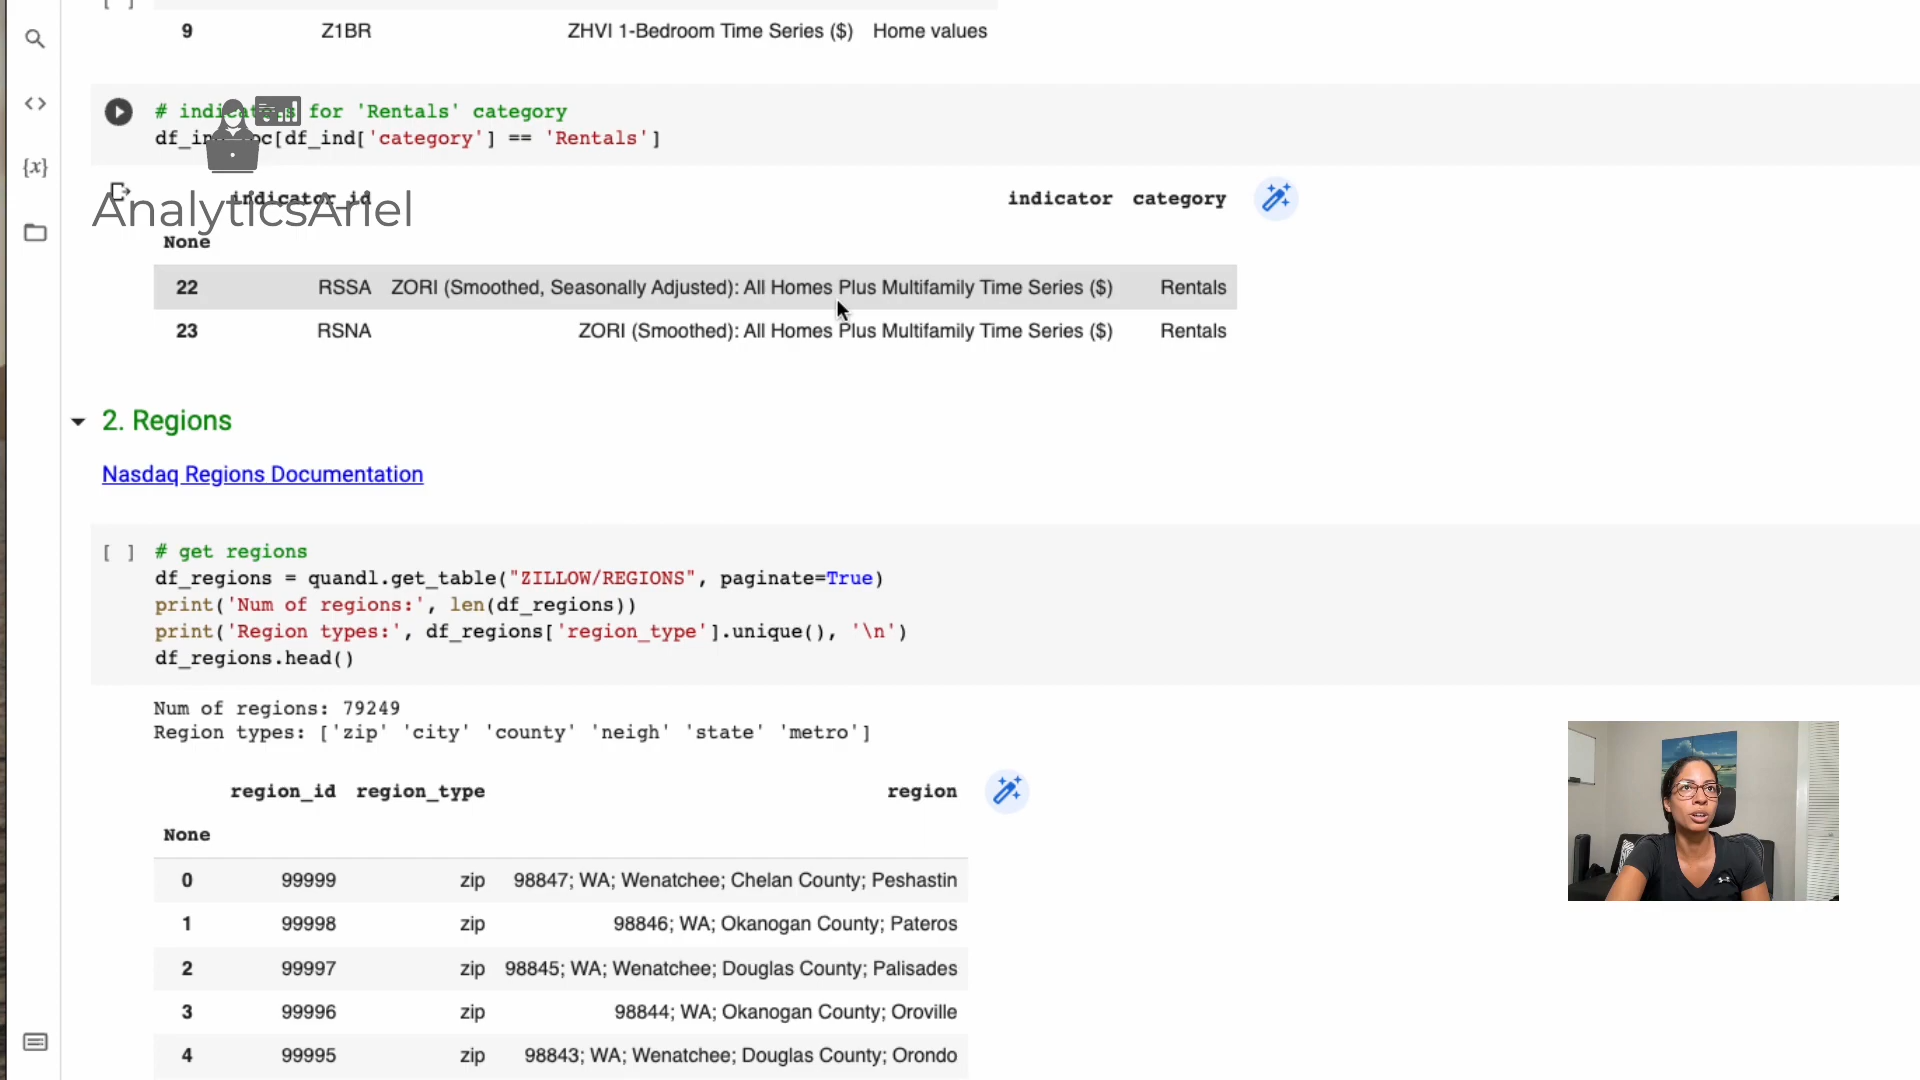 9 Z1BR ZHVI 1-Bedroom Time Series ($) Home values
# indicators for 'Rentals' category
df_ind.loc[df_ind['category'] == 'Rentals']
AnalyticsAriel
indicator_id indicator category
None
22 RSSA ZORI (Smoothed, Seasonally Adjusted): All Homes Plus Multifamily Time Series ($) Rentals
23 RSNA ZORI (Smoothed): All Homes Plus Multifamily Time Series ($) Rentals
2. Regions
Nasdaq Regions Documentation
[ ] # get regions
df_regions = quandl.get_table("ZILLOW/REGIONS", paginate=True)
print('Num of regions:', len(df_regions))
print('Region types:', df_regions['region_type'].unique(), '\n')
df_regions.head()
Num of regions: 79249
Region types: ['zip' 'city' 'county' 'neigh' 'state' 'metro']
region_id region_type region
None
0 99999 zip 98847; WA; Wenatchee; Chelan County; Peshastin
1 99998 zip 98846; WA; Okanogan County; Pateros
2 99997 zip 98845; WA; Wenatchee; Douglas County; Palisades
3 99996 zip 98844; WA; Okanogan County; Oroville
4 99995 zip 98843; WA; Wenatchee; Douglas County; Orondo